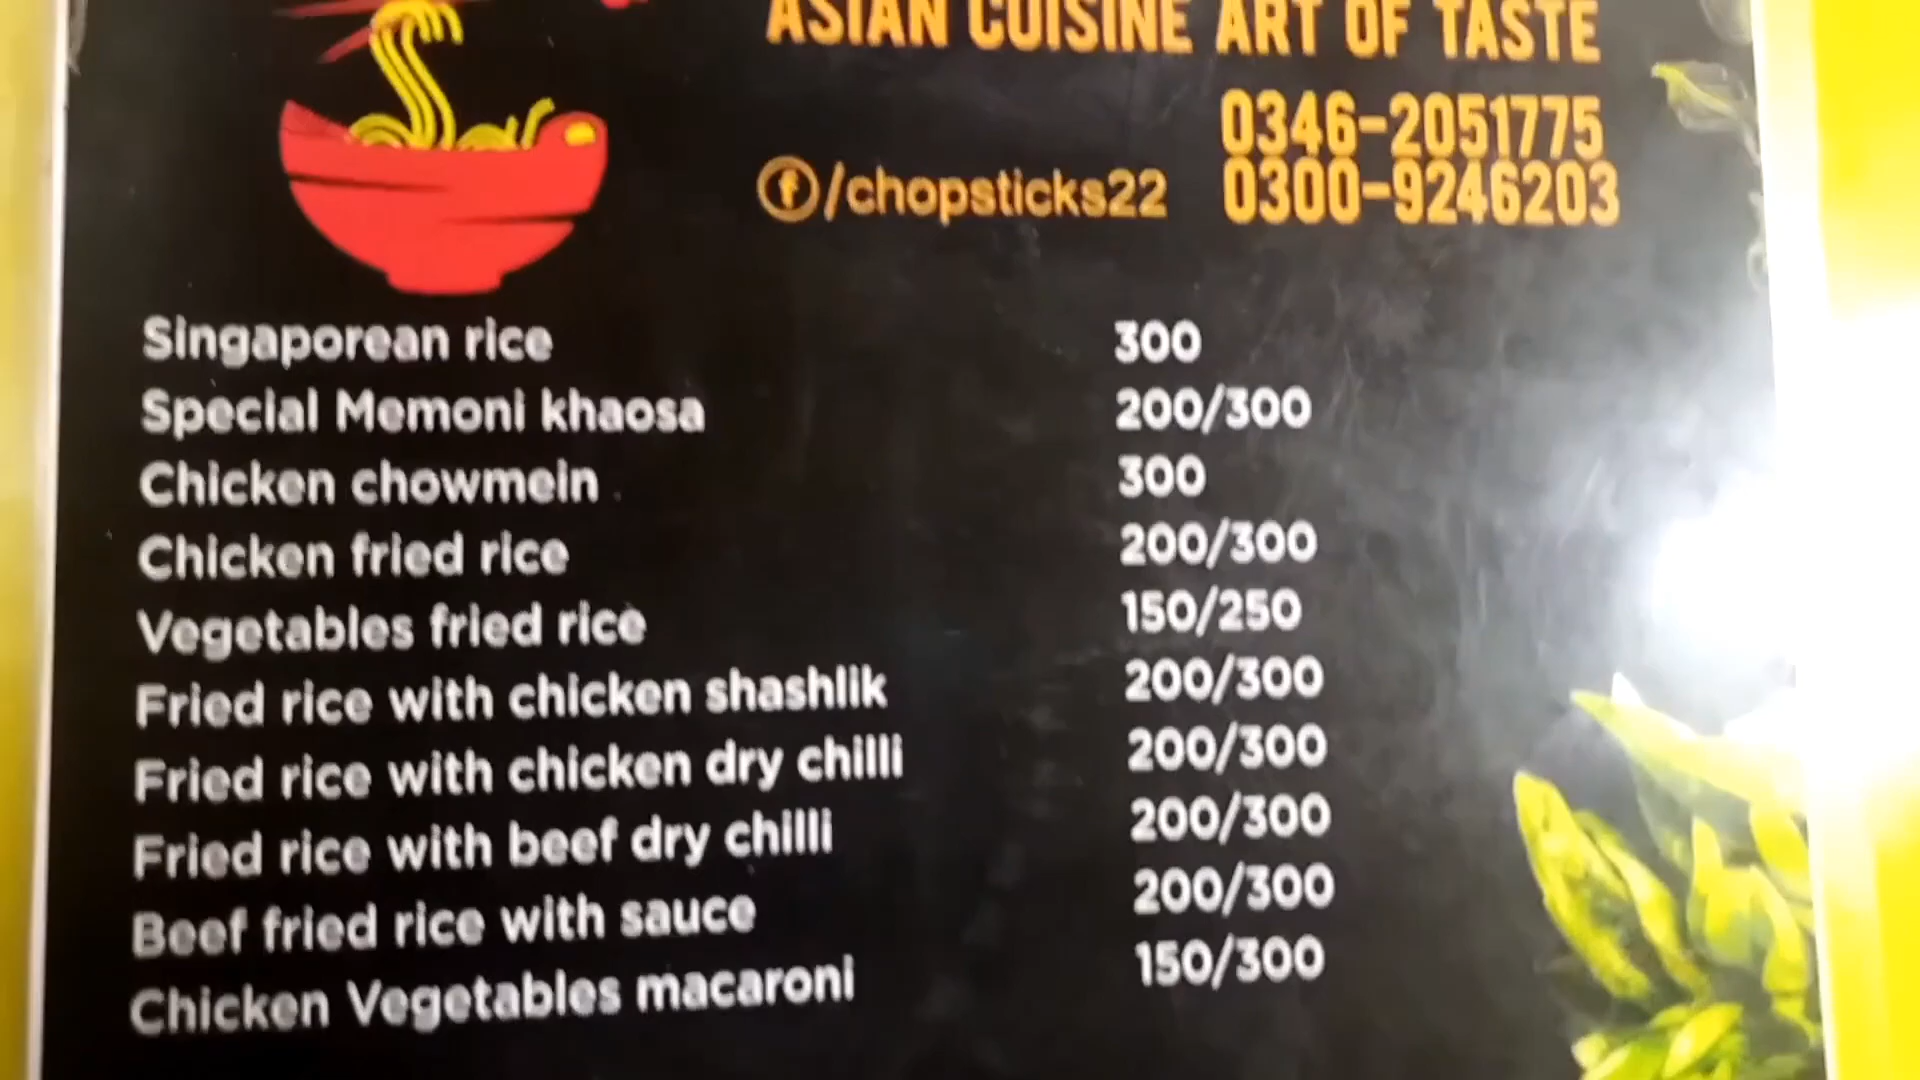 ASIAN CUISINE ART OF TASTE
0346-2051775
f/chopsticks22 0300-9246203
Singaporean rice 300
Special Memoni khaosa 200/300
Chicken chowmein 300
Chicken fried rice 200/300
Vegetables fried rice 150/250
Fried rice with chicken shashlik 200/300
Fried rice with chicken dry chilli 200/300
Fried rice with beef dry chilli 200/300
Beef fried rice with sauce 200/300
Chicken Vegetables macaroni 150/300